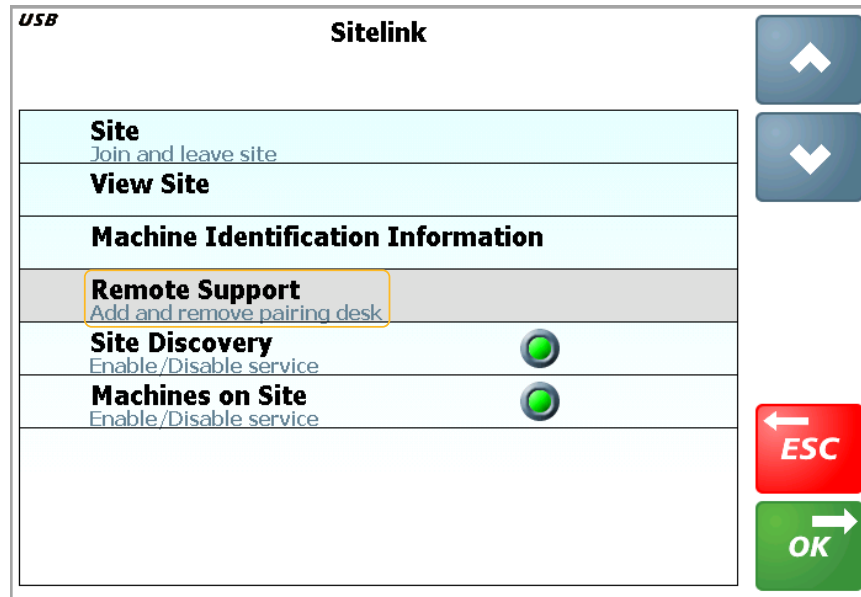 USB
Sitelink
Site
Join and leave site
View Site
Machine Identification Information
Remote Support
Add and remove pairing desk
Site Discovery
Enable/Disable service
Machines on Site
Enable/Disable service
ESC
OK